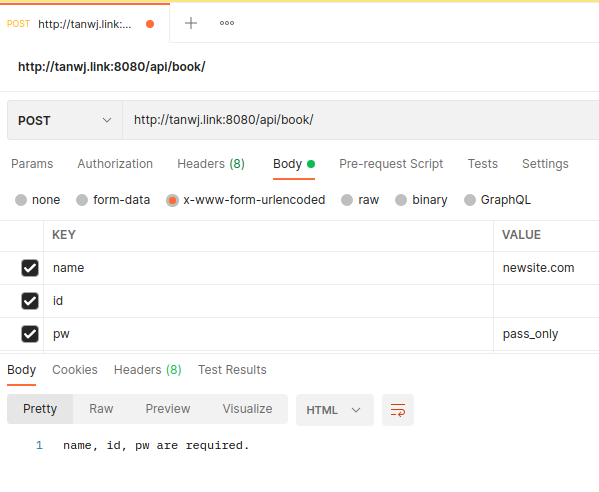 POST http://tanwj.link:...
http://tanwj.link:8080/api/book/
POST http://tanwj.link:8080/api/book/
Params Authorization Headers (8) Body Pre-request Script Tests Settings
none form-data x-www-form-urlencoded raw binary GraphQL
KEY VALUE
name newsite.com
id
pw pass_only
Body Cookies Headers (8) Test Results
Pretty Raw Preview Visualize HTML
1 name, id, pw are required.